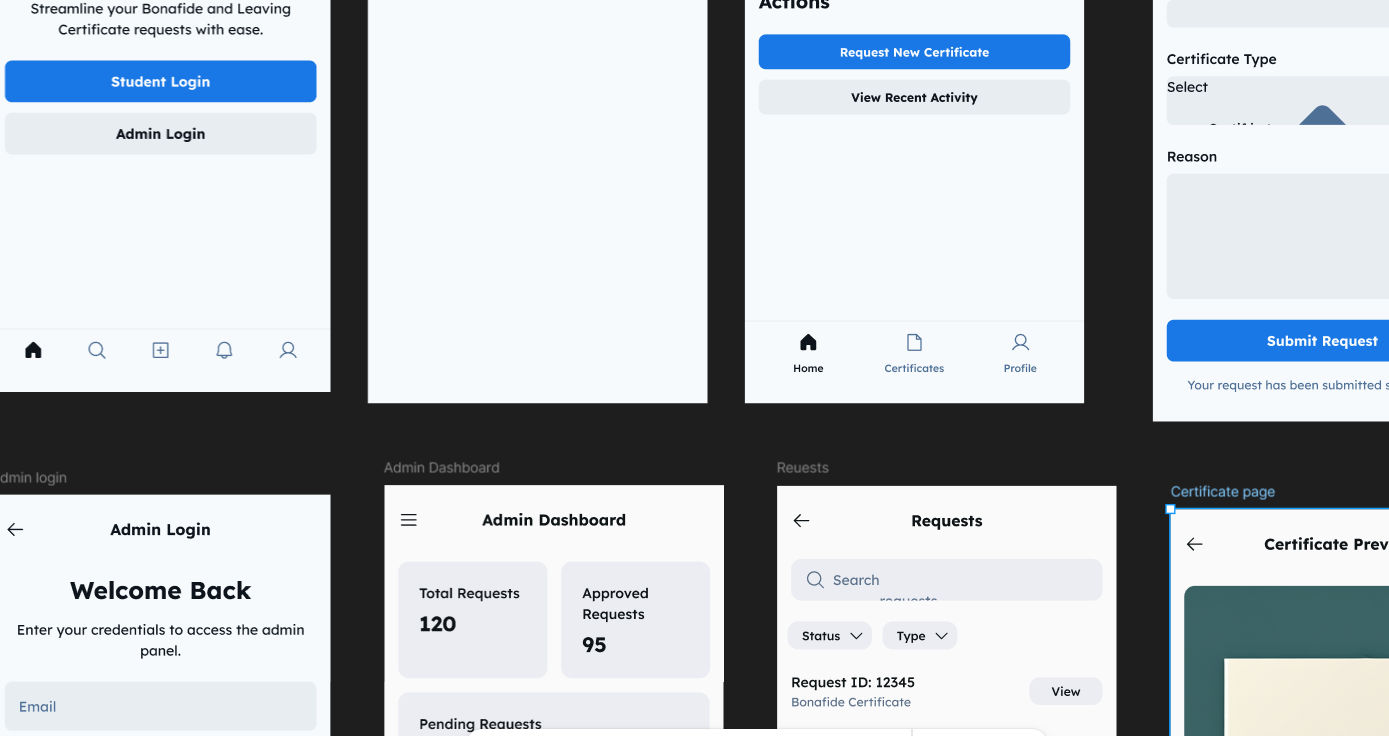 Streamline your Bonafide and Leaving
Certificate requests with ease.
Student Login
Admin Login
Actions
Request New Certificate
View Recent Activity
Home
Certificates
Profile
Certificate Type
Select
Reason
Submit Request
Your request has been submitted s
dmin login
Admin Login
Welcome Back
Enter your credentials to access the admin
panel.
Email
Admin Dashboard
Admin Dashboard
Total Requests
120
Approved
Requests
95
Pending Requests
Reuests
Requests
Search
requests
Status
Type
Request ID: 12345
Bonafide Certificate
View
Certificate page
Certificate Prev